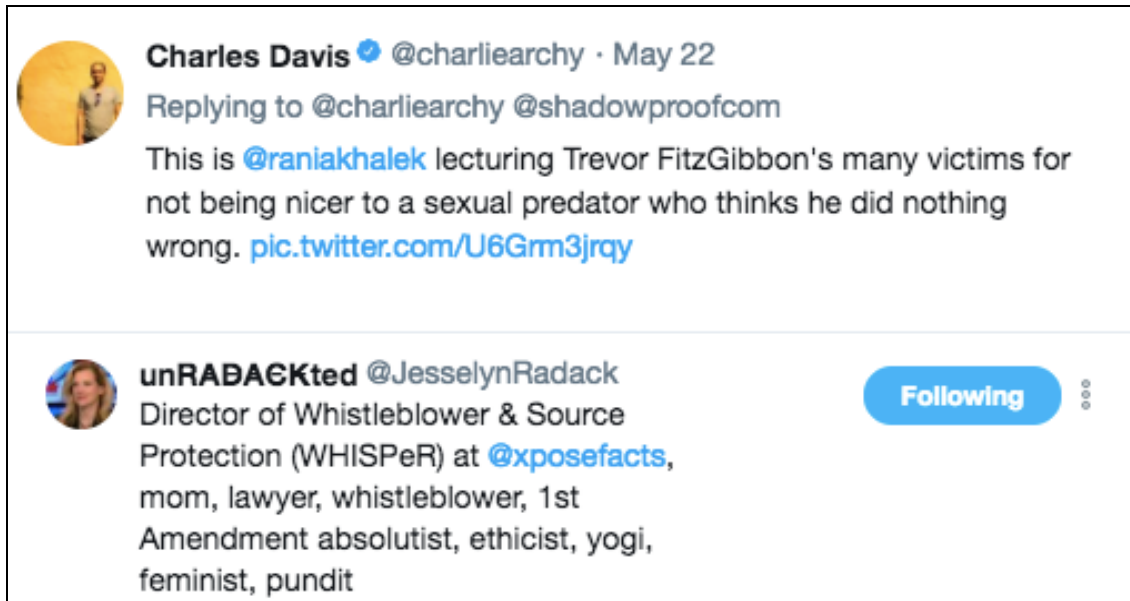 Charles Davis @charliearchy · May 22
Replying to @charliearchy @shadowproofcom
This is @raniakhalek lecturing Trevor FitzGibbon's many victims for
not being nicer to a sexual predator who thinks he did nothing
wrong. pic.twitter.com/U6Grm3jrqy
unRAĐAЄKted @JesselynRadack
Following
Director of Whistleblower & Source
Protection (WHISPeR) at @xposefacts,
mom, lawyer, whistleblower, 1st
Amendment absolutist, ethicist, yogi,
feminist, pundit